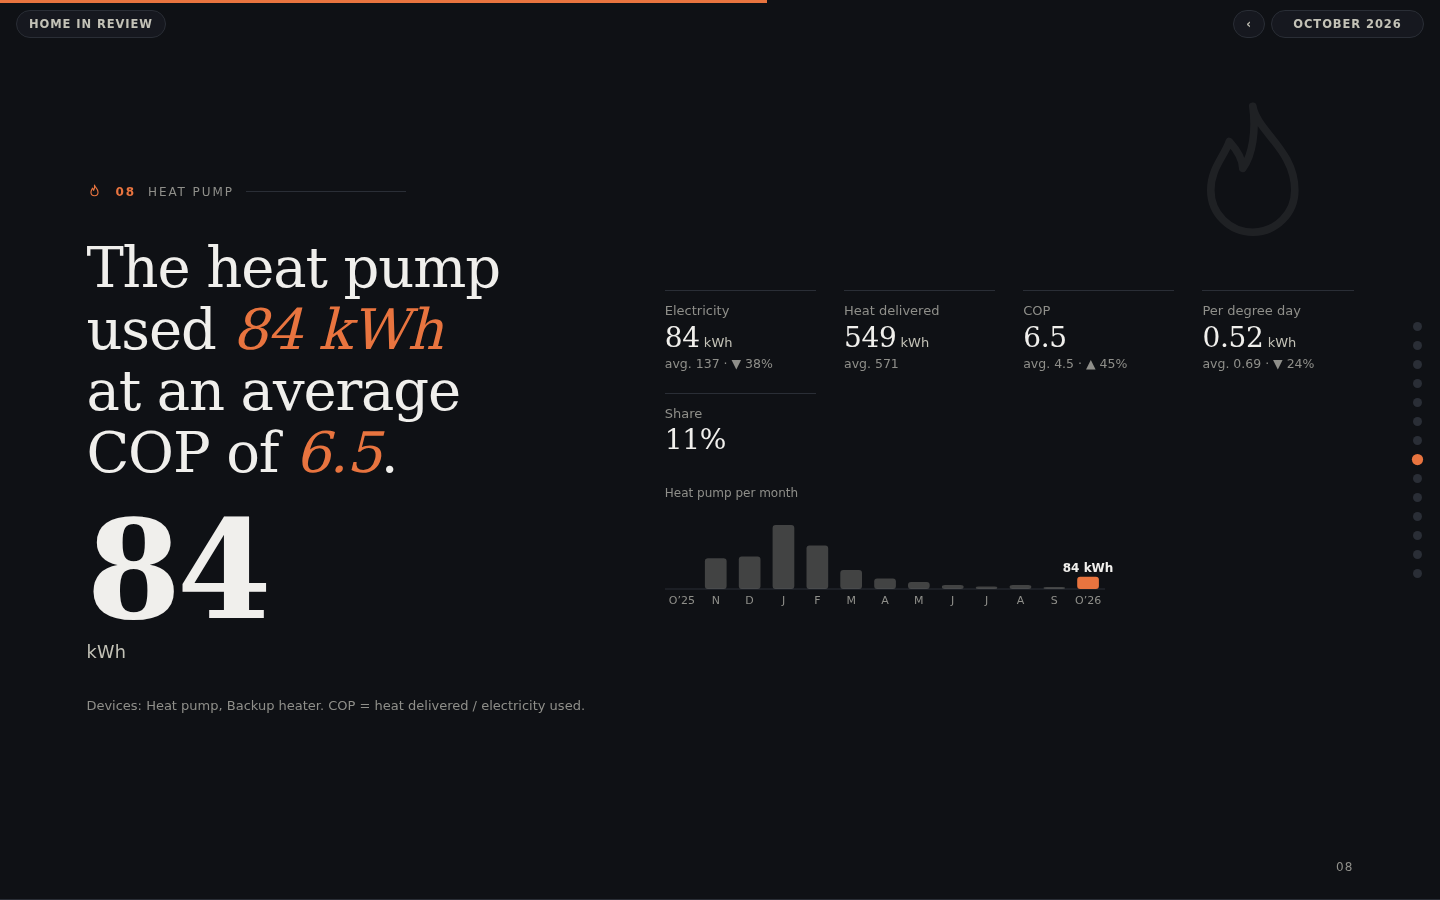 HOME IN REVIEW
‹ OCTOBER 2026
08 HEAT PUMP
The heat pump
used 84 kWh
at an average
COP of 6.5.
84
kWh
Devices: Heat pump, Backup heater. COP = heat delivered / electricity used.
Electricity
84 kWh
avg. 137 · ▼ 38%
Heat delivered
549 kWh
avg. 571
COP
6.5
avg. 4.5 · ▲ 45%
Per degree day
0.52 kWh
avg. 0.69 · ▼ 24%
Share
11%
Heat pump per month
84 kWh
O’25 N D J F M A M J J A S O’26
08